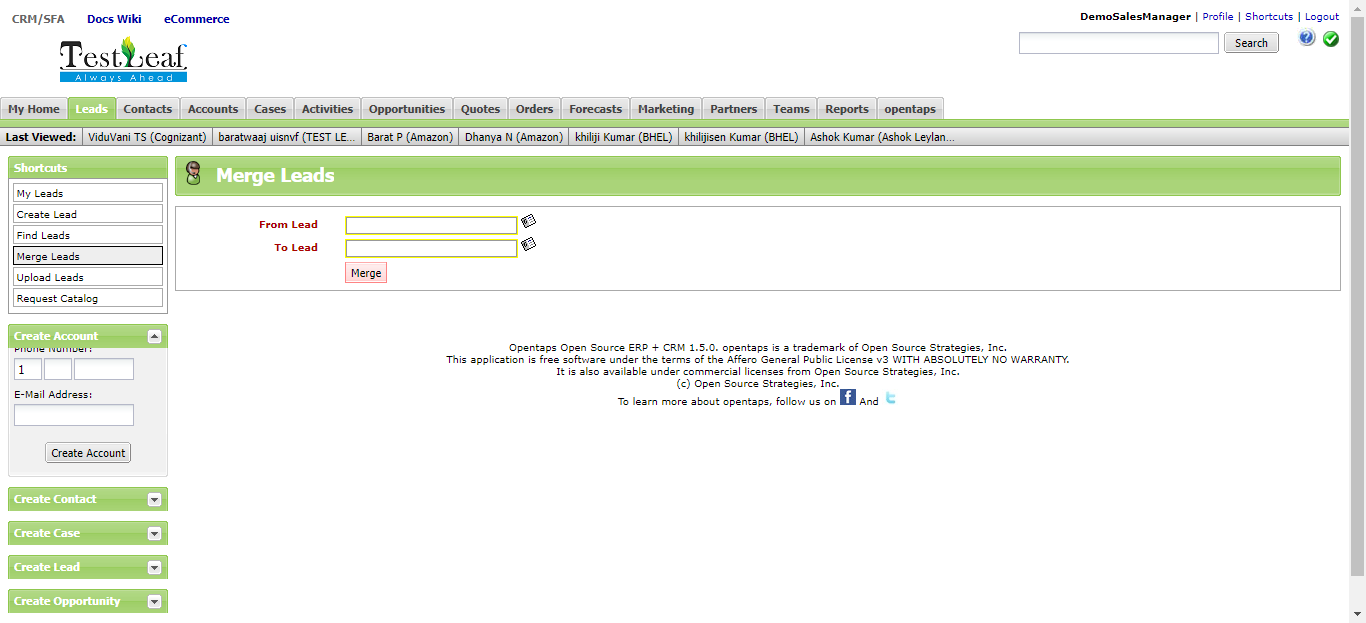 CRM/SFA Docs Wiki eCommerce
DemoSalesManager | Profile | Shortcuts | Logout
TestLeaf
Always Ahead
Search
My Home Leads Contacts Accounts Cases Activities Opportunities Quotes Orders Forecasts Marketing Partners Teams Reports opentaps
Last Viewed: ViduVani TS (Cognizant) baratwaaj uisnvf (TEST LE... Barat P (Amazon) Dhanya N (Amazon) khiliji Kumar (BHEL) khilijisen Kumar (BHEL) Ashok Kumar (Ashok Leylan...
Shortcuts
My Leads
Create Lead
Find Leads
Merge Leads
Upload Leads
Request Catalog
Create Account
Phone Number:
1
E-Mail Address:
Create Account
Create Contact
Create Case
Create Lead
Create Opportunity
Merge Leads
From Lead
To Lead
Merge
Opentaps Open Source ERP + CRM 1.5.0. opentaps is a trademark of Open Source Strategies, Inc.
This application is free software under the terms of the Affero General Public License v3 WITH ABSOLUTELY NO WARRANTY.
It is also available under commercial licenses from Open Source Strategies, Inc.
(c) Open Source Strategies, Inc.
To learn more about opentaps, follow us on f And t